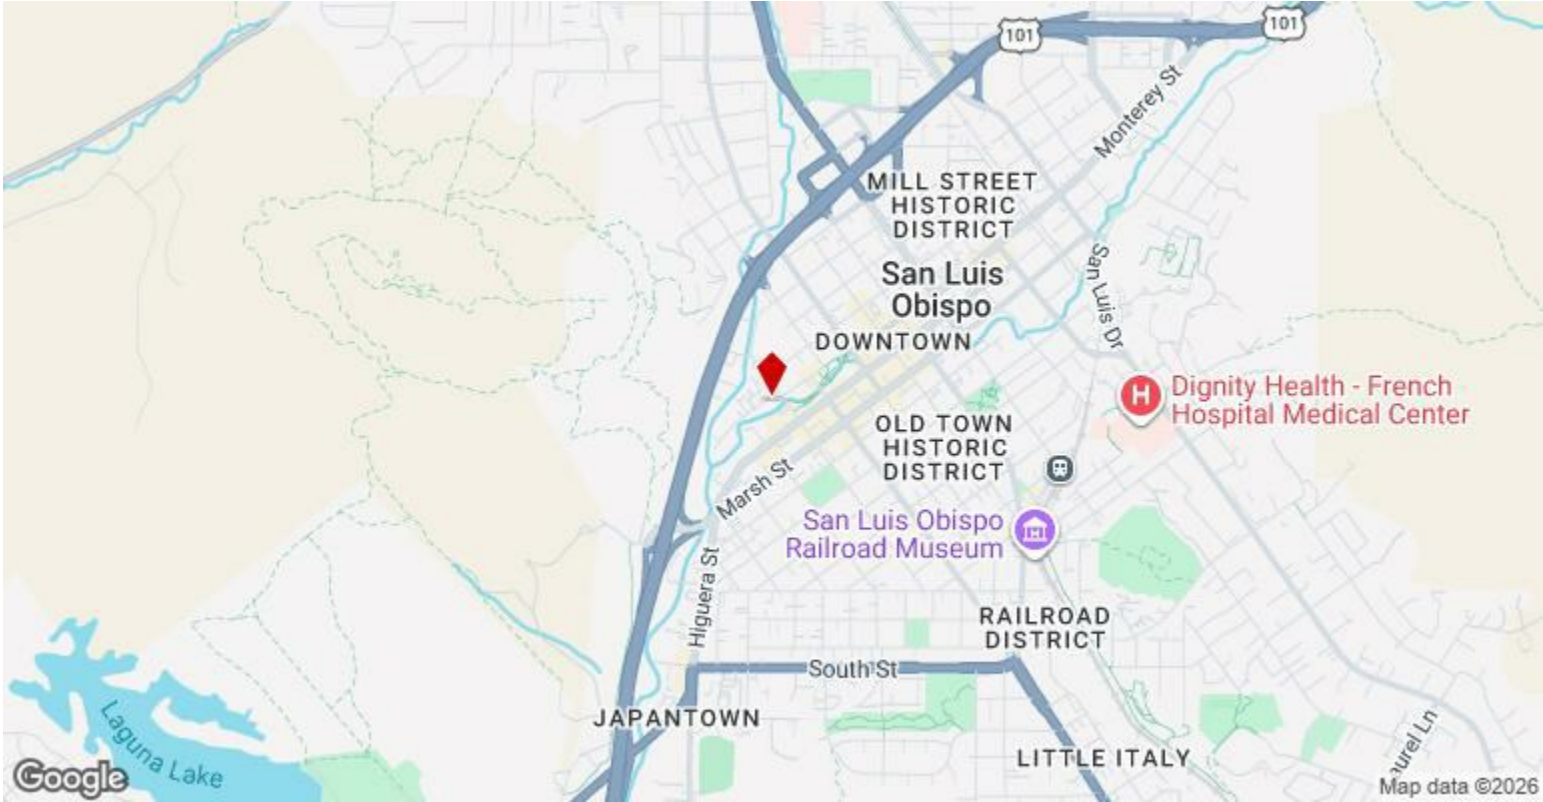 101
101
Monterey St
MILL STREET
HISTORIC
DISTRICT
San Luis
Obispo
San Luis Dr
DOWNTOWN
H
Dignity Health - French
Hospital Medical Center
OLD TOWN
HISTORIC
DISTRICT
Marsh St
San Luis Obispo
Railroad Museum
Higuera St
RAILROAD
DISTRICT
South St
JAPANTOWN
Laguna Lake
LITTLE ITALY
aurel Ln
Google
Map data ©2026